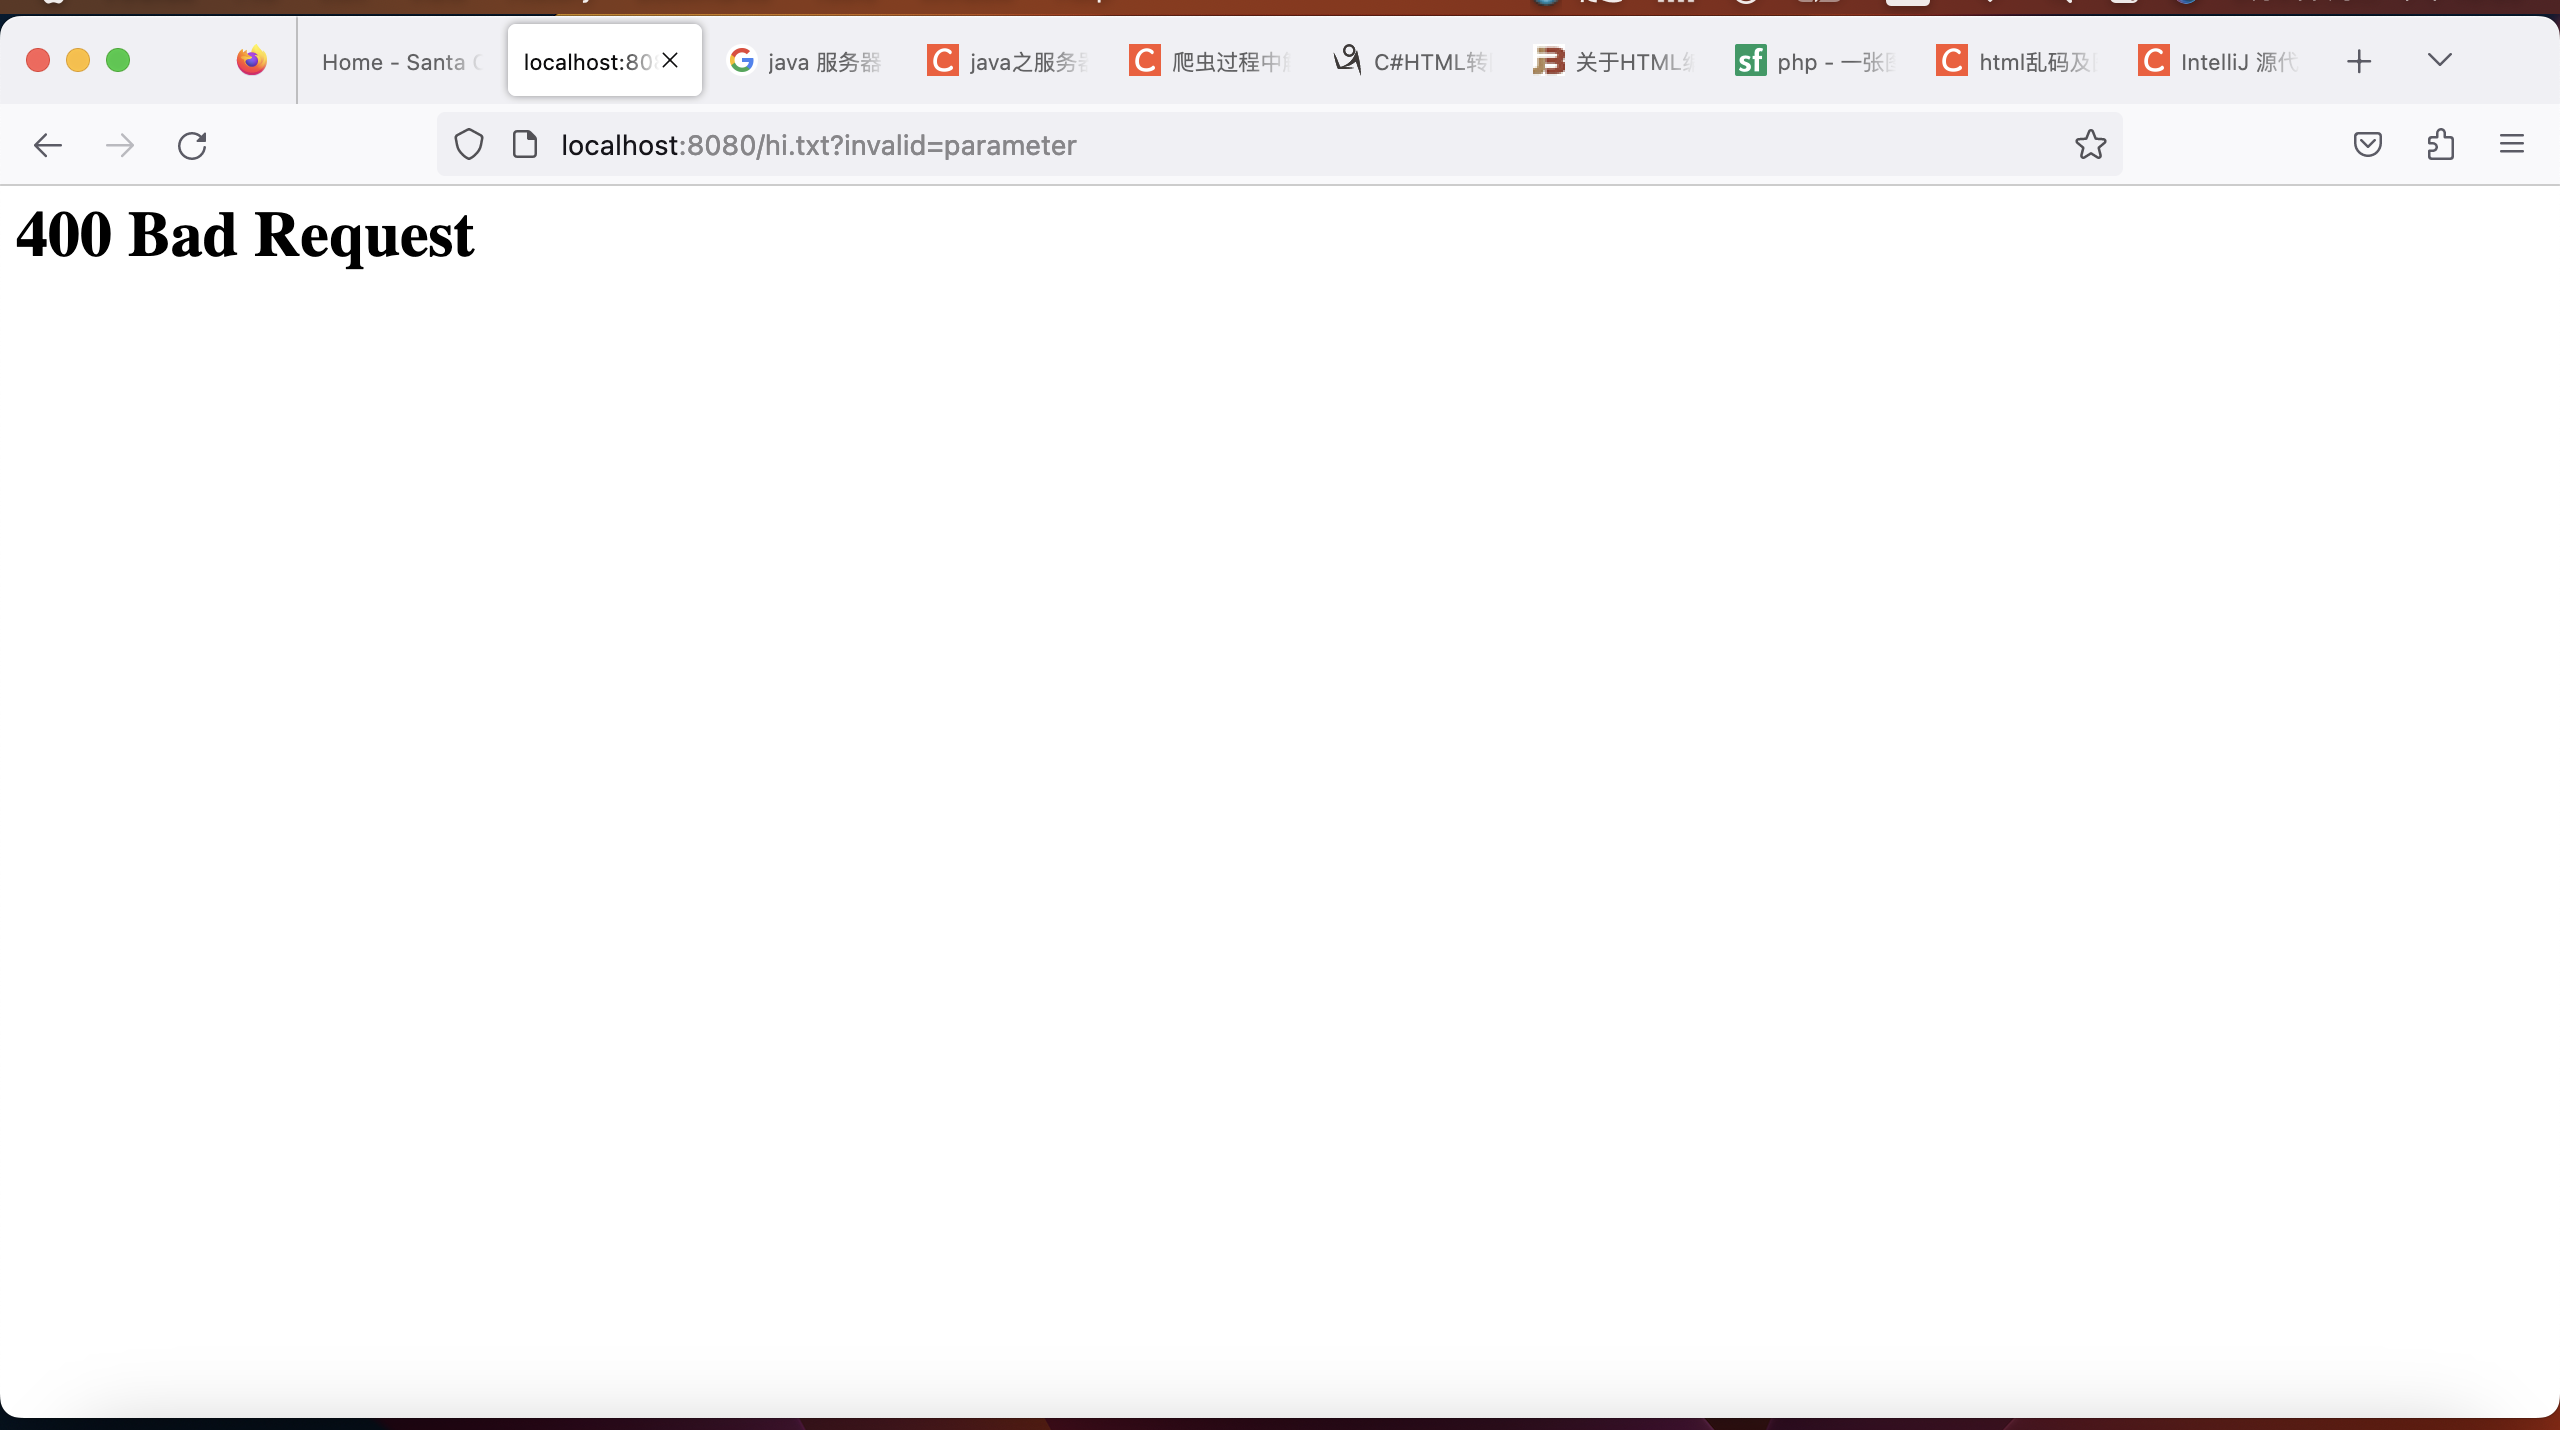 Home - Santa
localhost:80
java 服务器
java之服务器
爬虫过程中
C#HTML转
关于HTML
sf php - 一张
html乱码及
IntelliJ 源代
localhost:8080/hi.txt?invalid=parameter
400 Bad Request